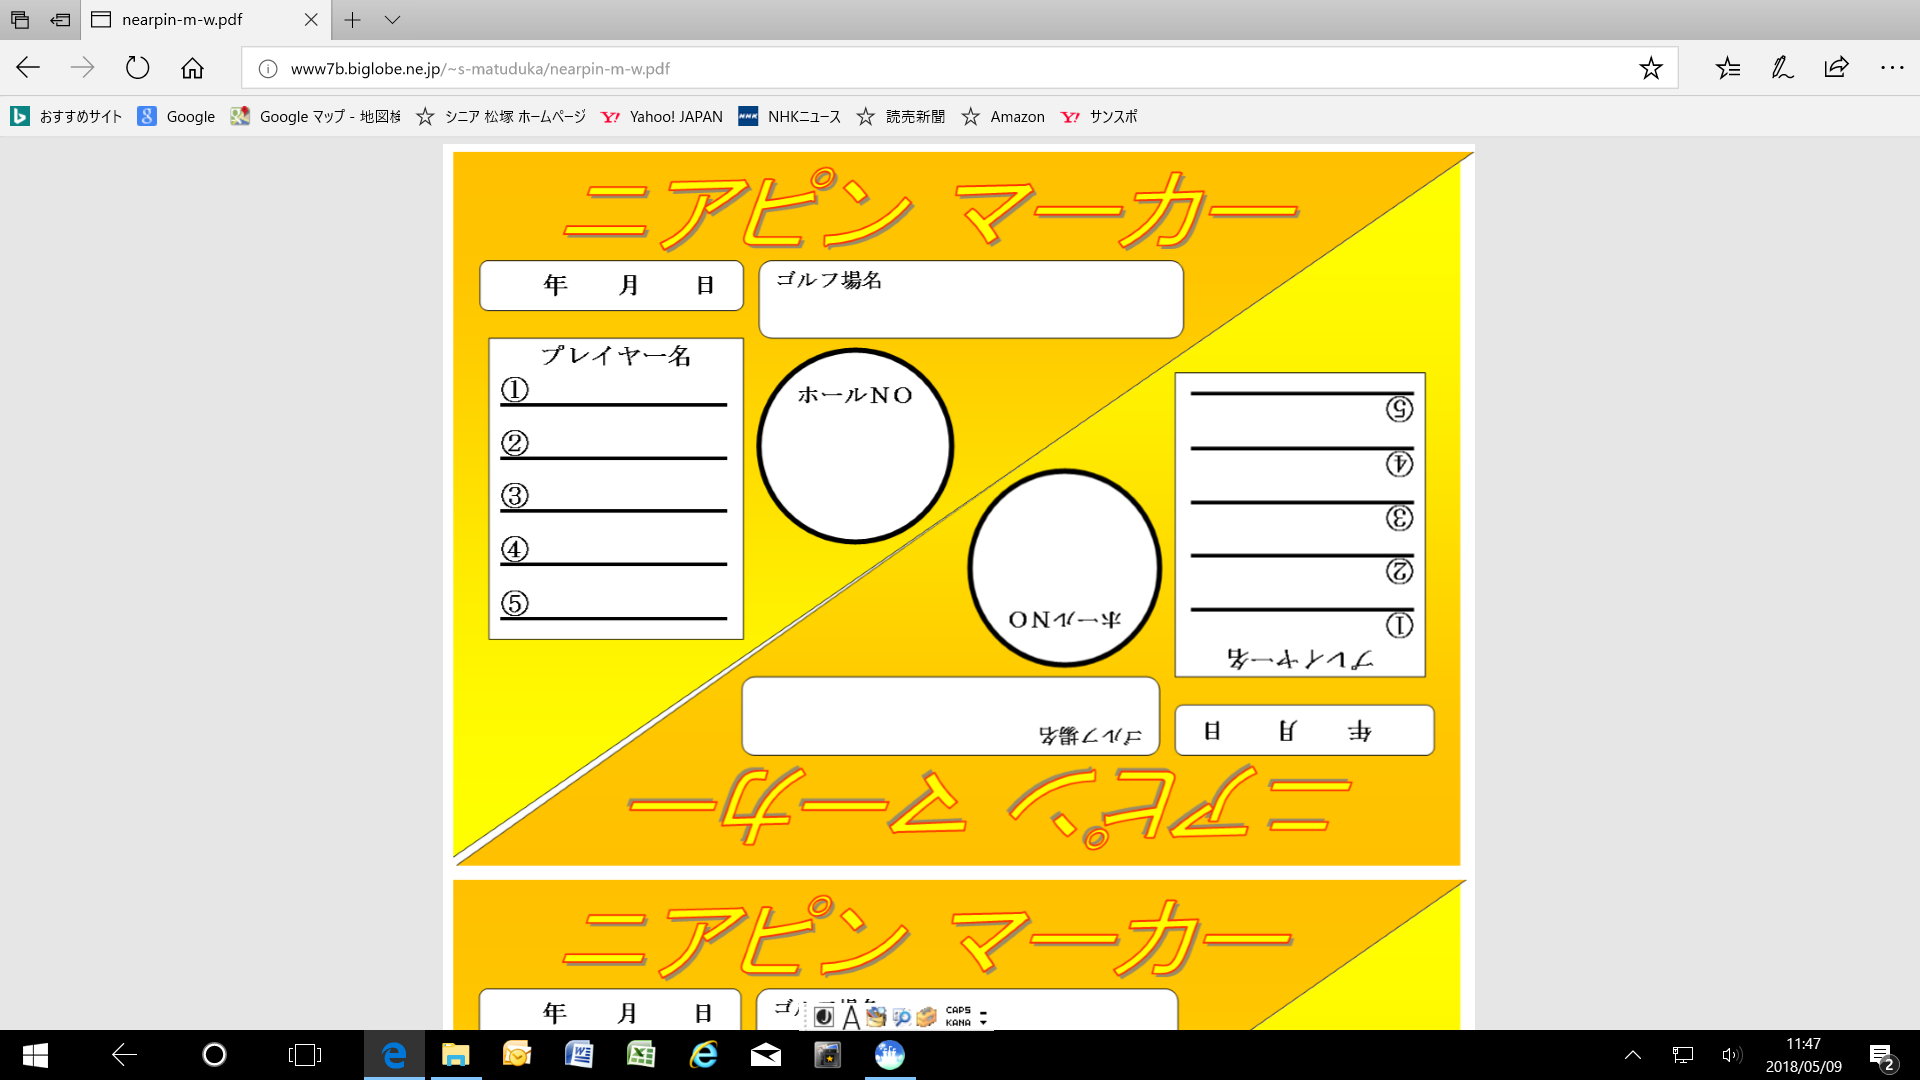 nearpin-m-w.pdf
www7b.biglobe.ne.jp/~s-matuduka/nearpin-m-w.pdf
おすすめサイト Google Google マップ - 地図検 シニア 松塚 ホームページ Yahoo! JAPAN NHKニュース 読売新聞 Amazon サンスポ
ニアピン マーカー
年 月 日
ゴルフ場名
プレイヤー名
①
②
③
④
⑤
ホールNO
⑤
④
③
②
①
プレイヤー名
ホールNO
ゴルフ場名
年 月 日
ニアピン マーカー
ニアピン マーカー
年 月 日
A
CAPS
KANA
11:47
2018/05/09
2